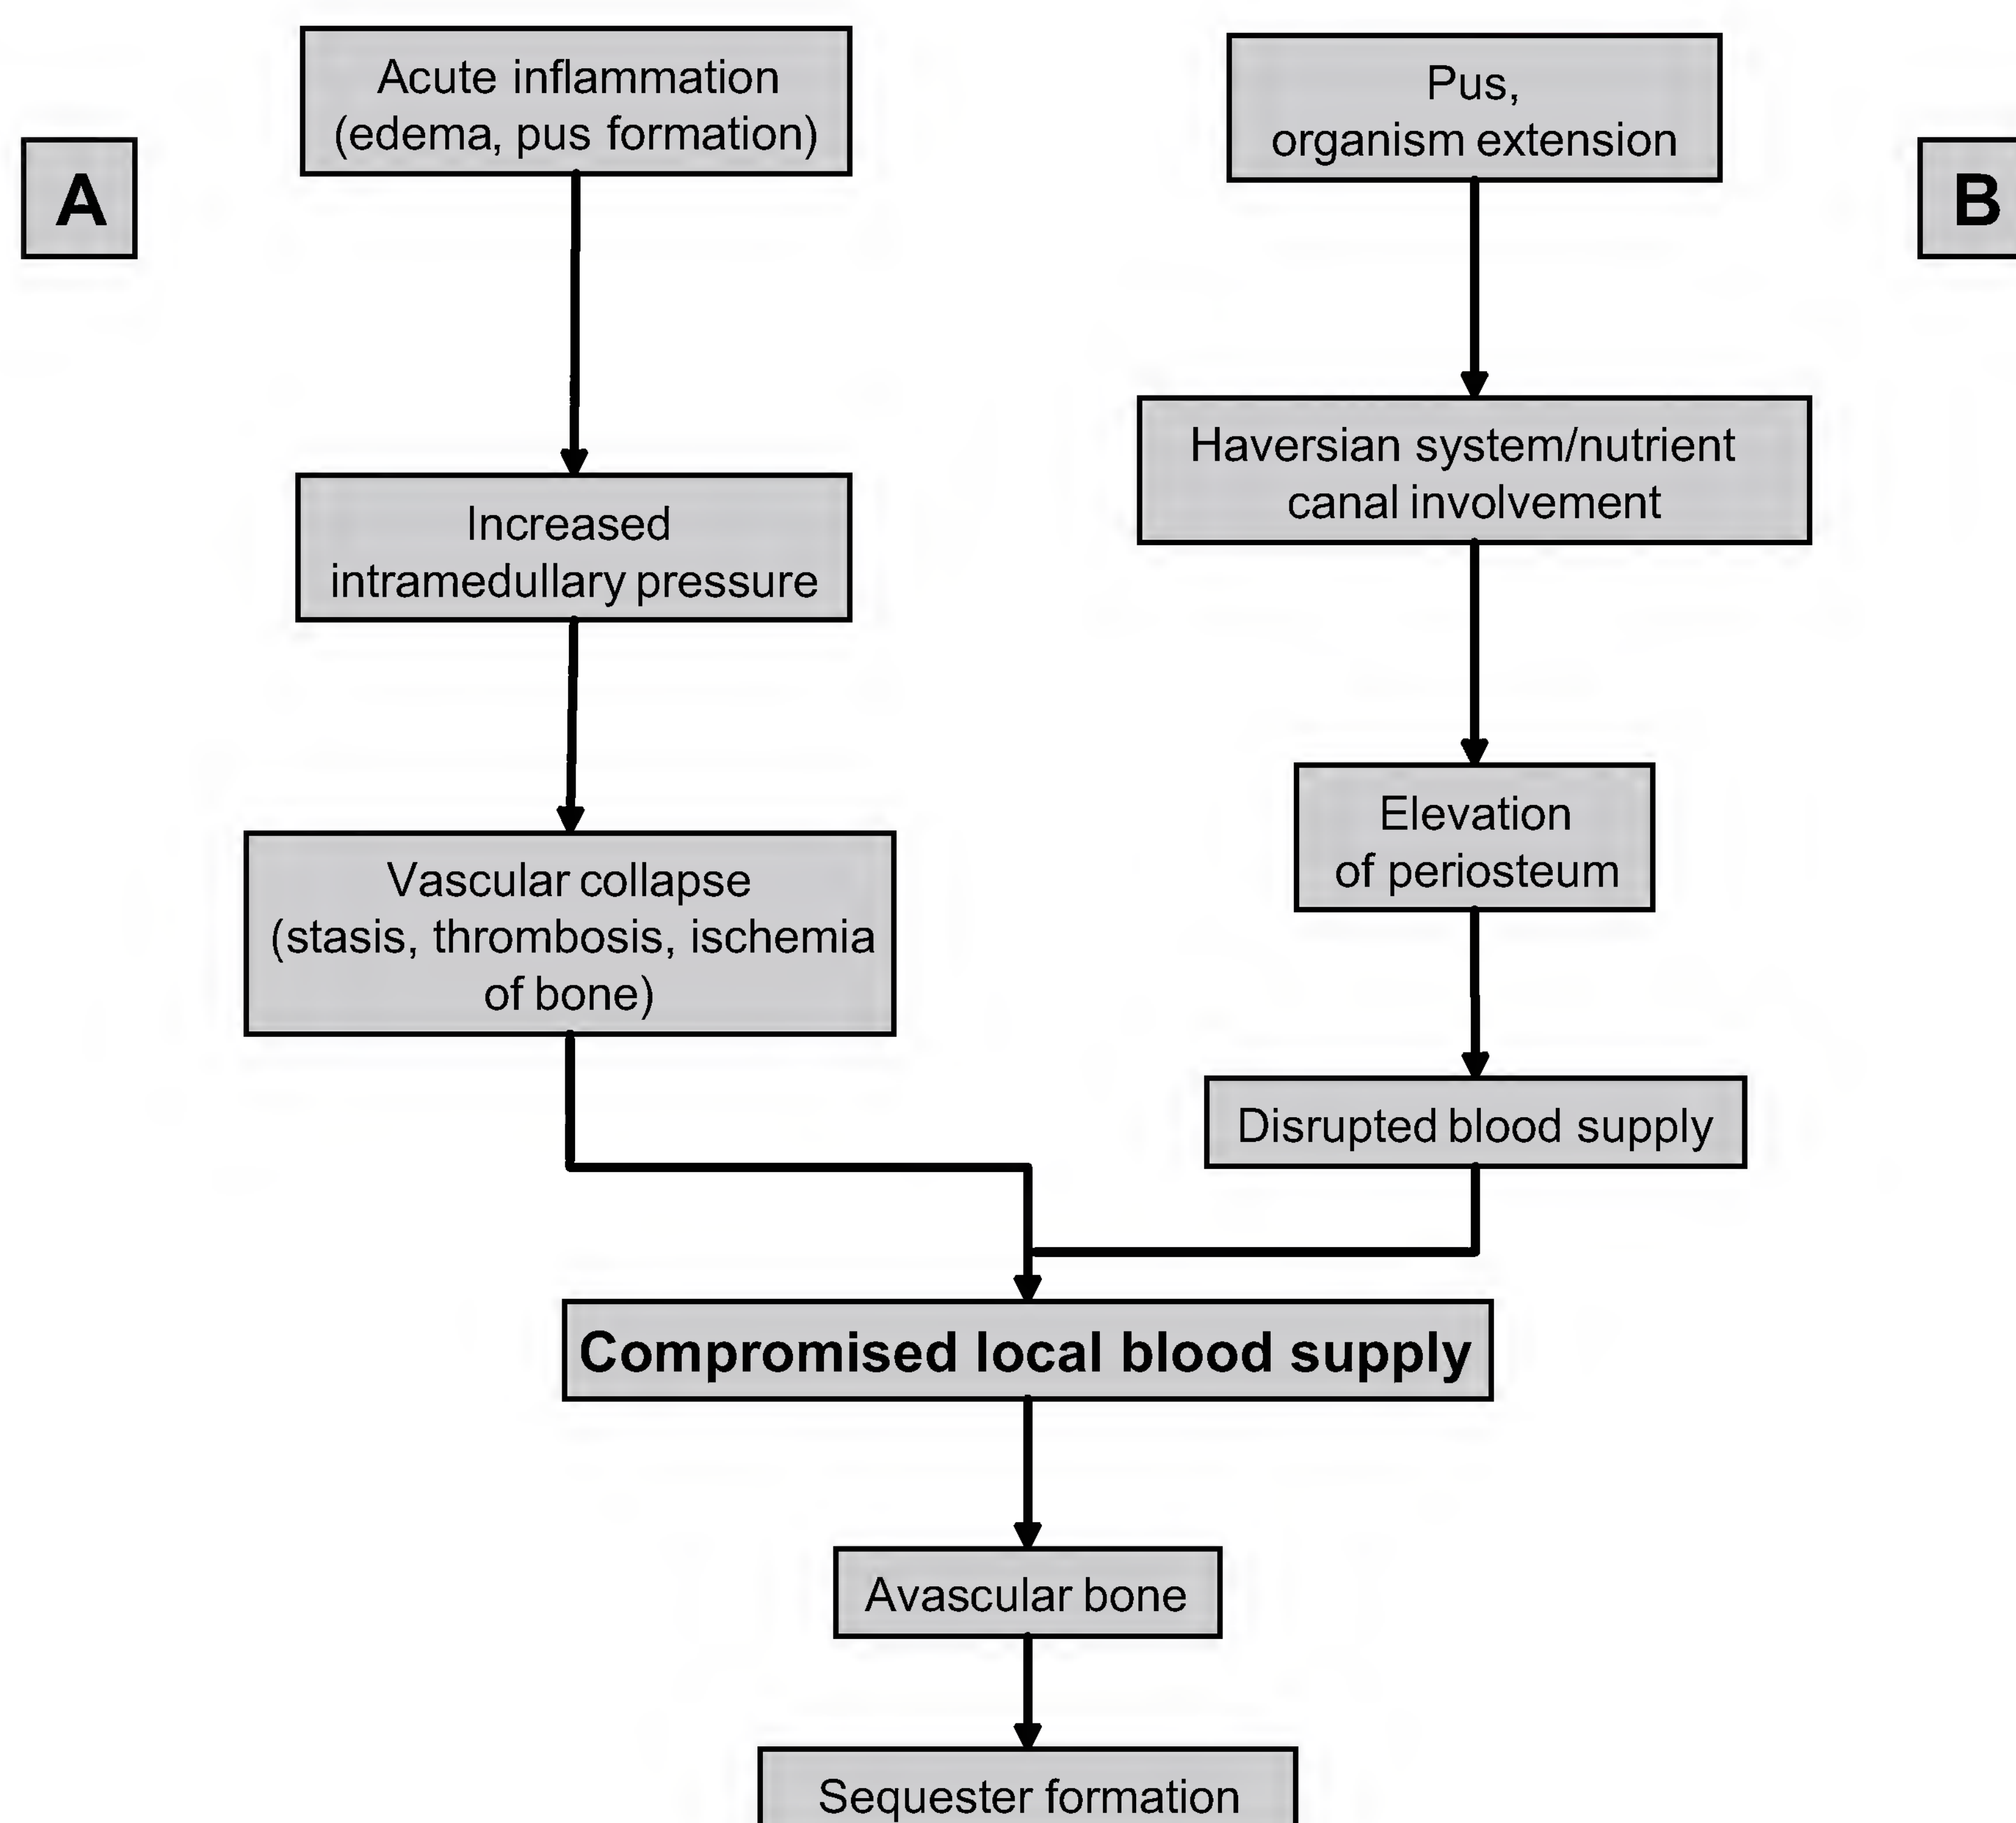 A
Acute inflammation
(edema, pus formation)
Increased
intramedullary pressure
Vascular collapse
(stasis, thrombosis, ischemia
of bone)
B
Pus,
organism extension
Haversian system/nutrient
canal involvement
Elevation
of periosteum
Disrupted blood supply
Compromised local blood supply
Avascular bone
Sequester formation